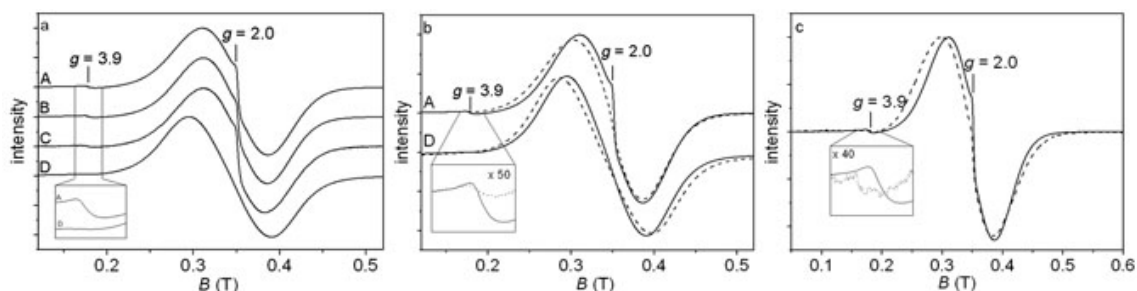 a
g = 2.0
g = 3.9
A
B
C
D
A
D
intensity
0.2
0.3
0.4
0.5
B (T)
b
g = 2.0
g = 3.9
A
D
x 50
intensity
0.2
0.3
0.4
0.5
B (T)
c
g = 2.0
g = 3.9
x 40
intensity
0.1
0.2
0.3
0.4
0.5
0.6
B (T)